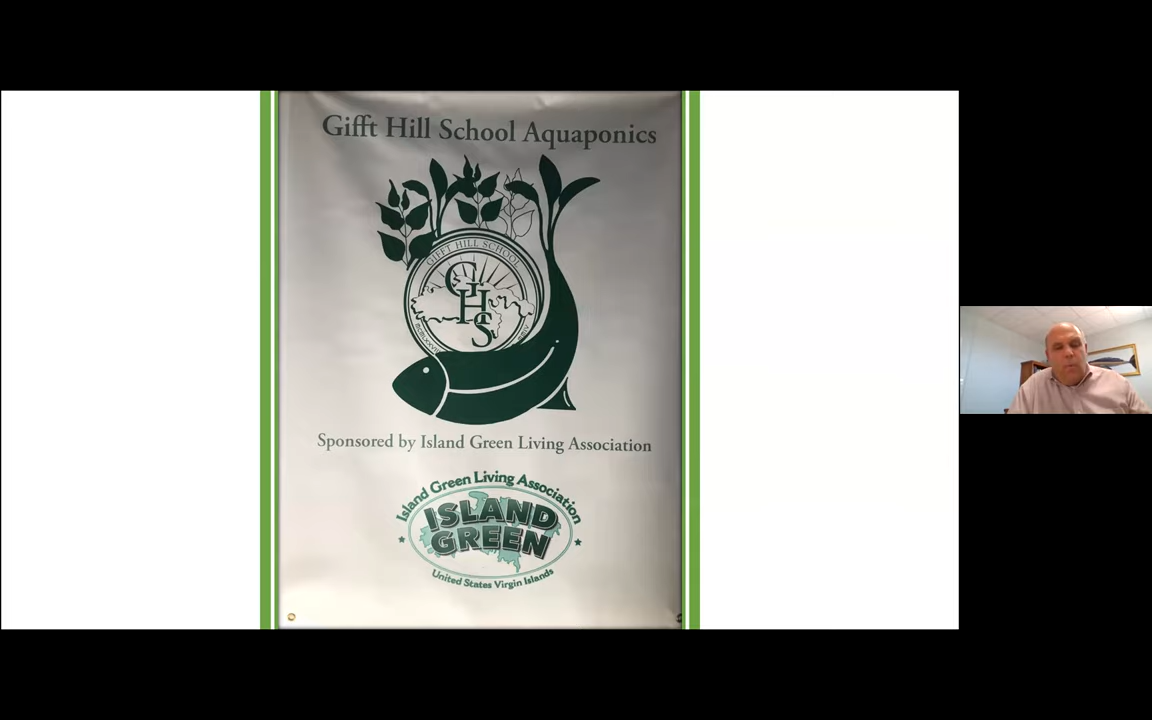 Gifft Hill School Aquaponics
GIFFT HILL SCHOOL
GHS
Sponsored by Island Green Living Association
Island Green Living Association
ISLAND
GREEN
United States Virgin Islands